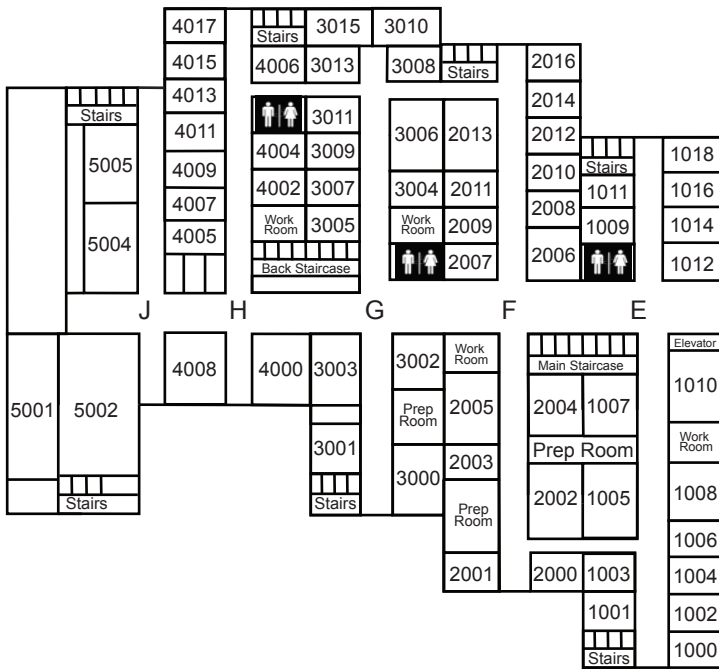 4017
3015
3010
Stairs
4015
4006
3013
3008
Stairs
2016
4013
Stairs
2014
4011
3011
3006
2013
2012
1018
5005
4004
3009
Stairs
4009
2010
1011
1016
4002
3007
3004
2011
4007
2008
1009
1014
5004
Work
Room
3005
Work
Room
2009
4005
2006
1012
Back Staircase
2007
J
H
G
F
E
Elevator
4008
4000
3003
3002
Work
Room
Main Staircase
1010
5001
5002
Prep
Room
2005
2004
1007
3001
Work
Room
Prep Room
2003
3000
1008
2002
1005
Stairs
Stairs
Prep
Room
1006
2001
2000
1003
1004
1001
1002
1000
Stairs